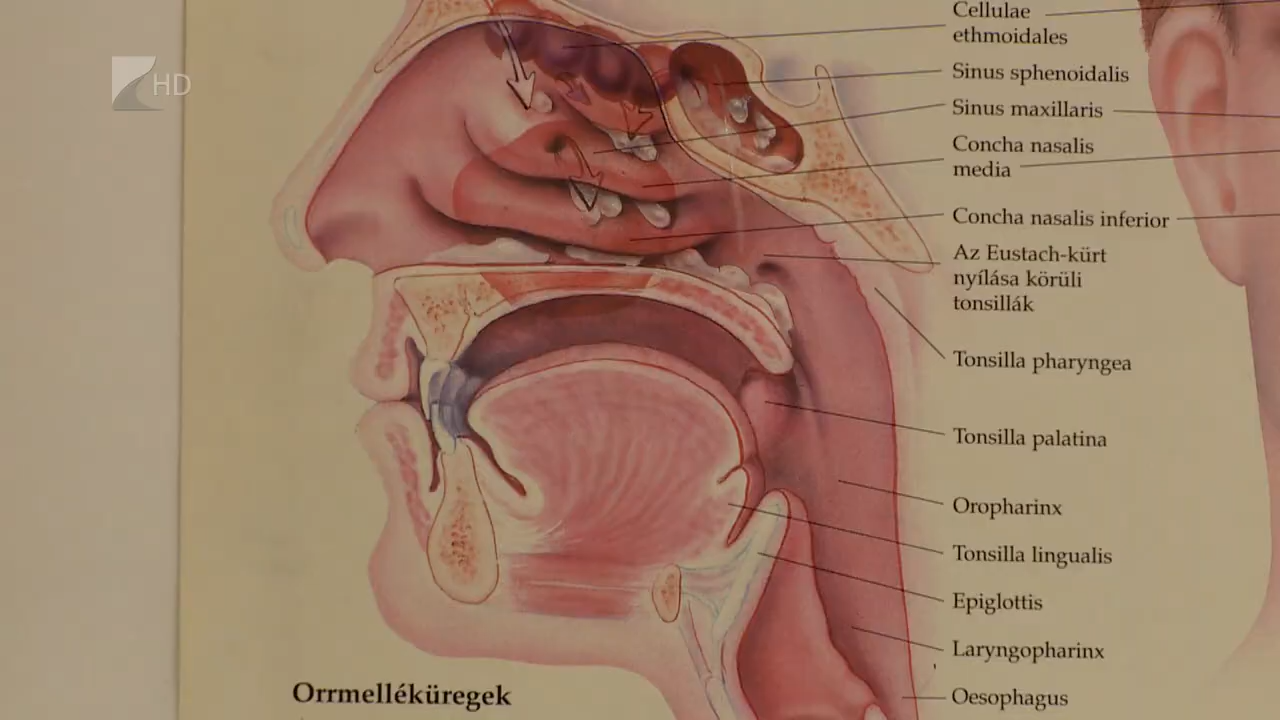 HD
Cellulae
ethmoidales
Sinus sphenoidalis
Sinus maxillaris
Concha nasalis
media
Concha nasalis inferior
Az Eustach-kürt
nyílása körüli
tonsillák
Tonsilla pharyngea
Tonsilla palatina
Oropharinx
Tonsilla lingualis
Epiglottis
Laryngopharinx
Oesophagus
Orrmelléküregek